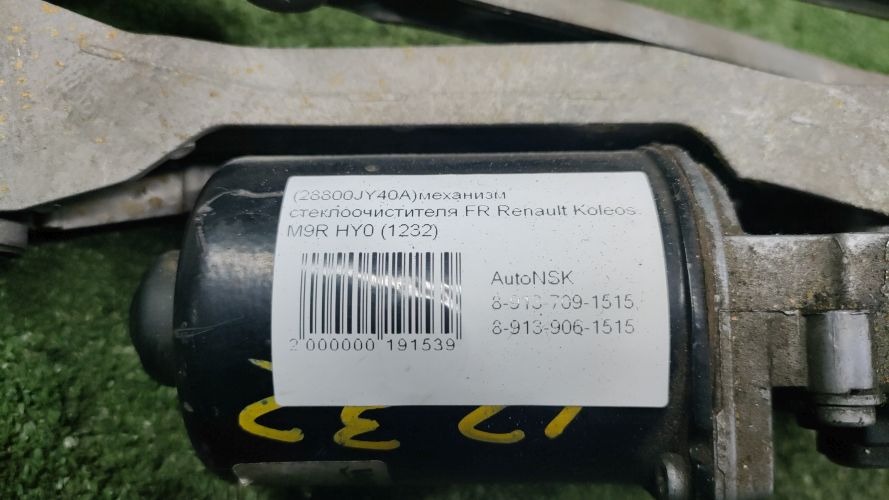 (28800JY40A)механизм
стеклоочистителя FR Renault Koleos
M9R HY0 (1232)
AutoNSK
8-913-709-1515,
8-913-906-1515
2 000000 191539
1232